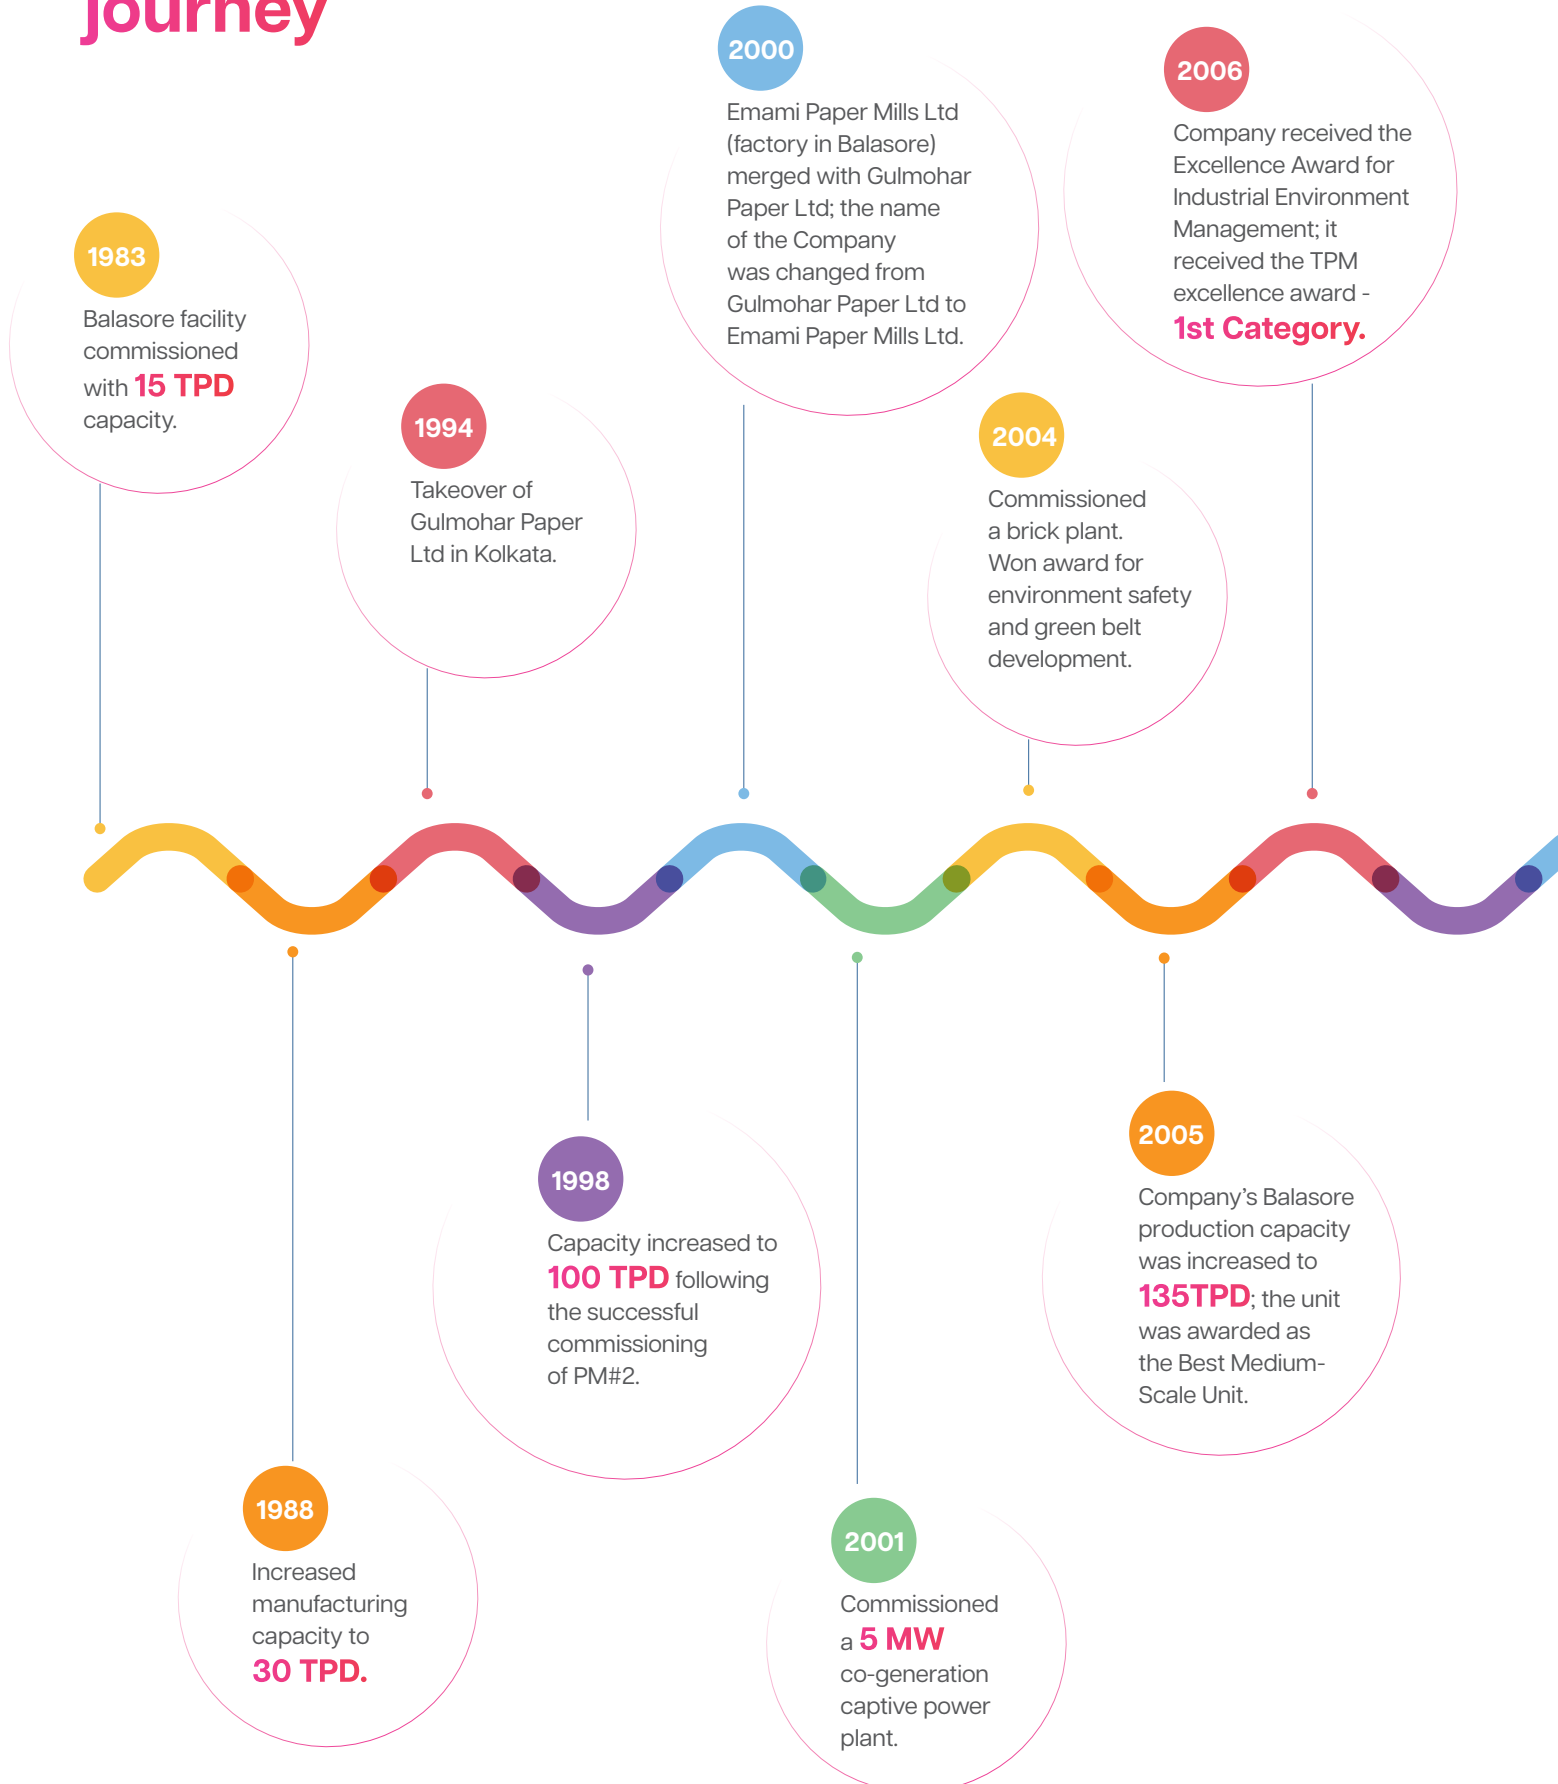 journey
1983
Balasore facility
commissioned
with 15 TPD
capacity.
1988
Increased
manufacturing
capacity to
30 TPD.
1994
Takeover of
Gulmohar Paper
Ltd in Kolkata.
1998
Capacity increased to
100 TPD following
the successful
commissioning
of PM#2.
2000
Emami Paper Mills Ltd
(factory in Balasore)
merged with Gulmohar
Paper Ltd; the name
of the Company
was changed from
Gulmohar Paper Ltd to
Emami Paper Mills Ltd.
2001
Commissioned
a 5 MW
co-generation
captive power
plant.
2004
Commissioned
a brick plant.
Won award for
environment safety
and green belt
development.
2005
Company’s Balasore
production capacity
was increased to
135TPD; the unit
was awarded as
the Best Medium-
Scale Unit.
2006
Company received the
Excellence Award for
Industrial Environment
Management; it
received the TPM
excellence award -
1st Category.